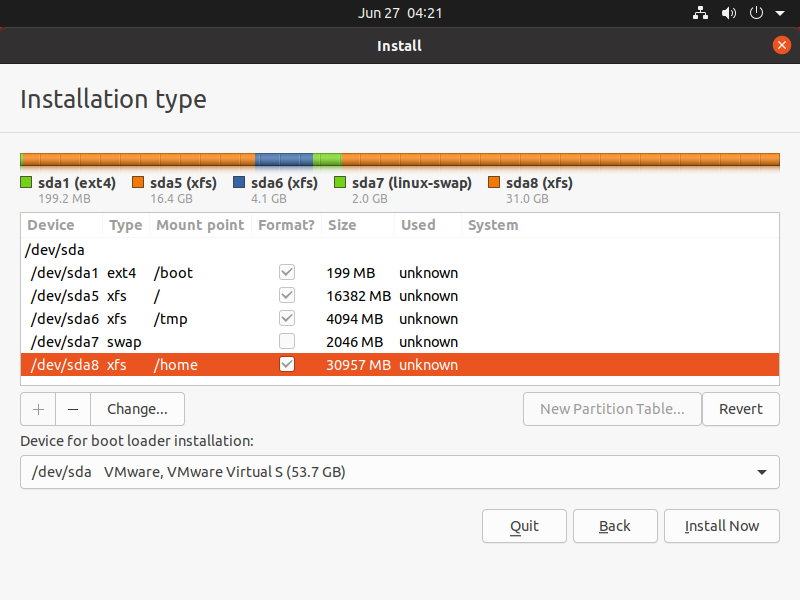 Jun 27 04:21
Install
Installation type
sda1 (ext4) sda5 (xfs) sda6 (xfs) sda7 (linux-swap) sda8 (xfs)
199.2 MB 16.4 GB 4.1 GB 2.0 GB 31.0 GB
Device Type Mount point Format? Size Used System
/dev/sda
/dev/sda1 ext4 /boot 199 MB unknown
/dev/sda5 xfs / 16382 MB unknown
/dev/sda6 xfs /tmp 4094 MB unknown
/dev/sda7 swap 2046 MB unknown
/dev/sda8 xfs /home 30957 MB unknown
+ − Change... New Partition Table... Revert
Device for boot loader installation:
/dev/sda VMware, VMware Virtual S (53.7 GB)
Quit Back Install Now